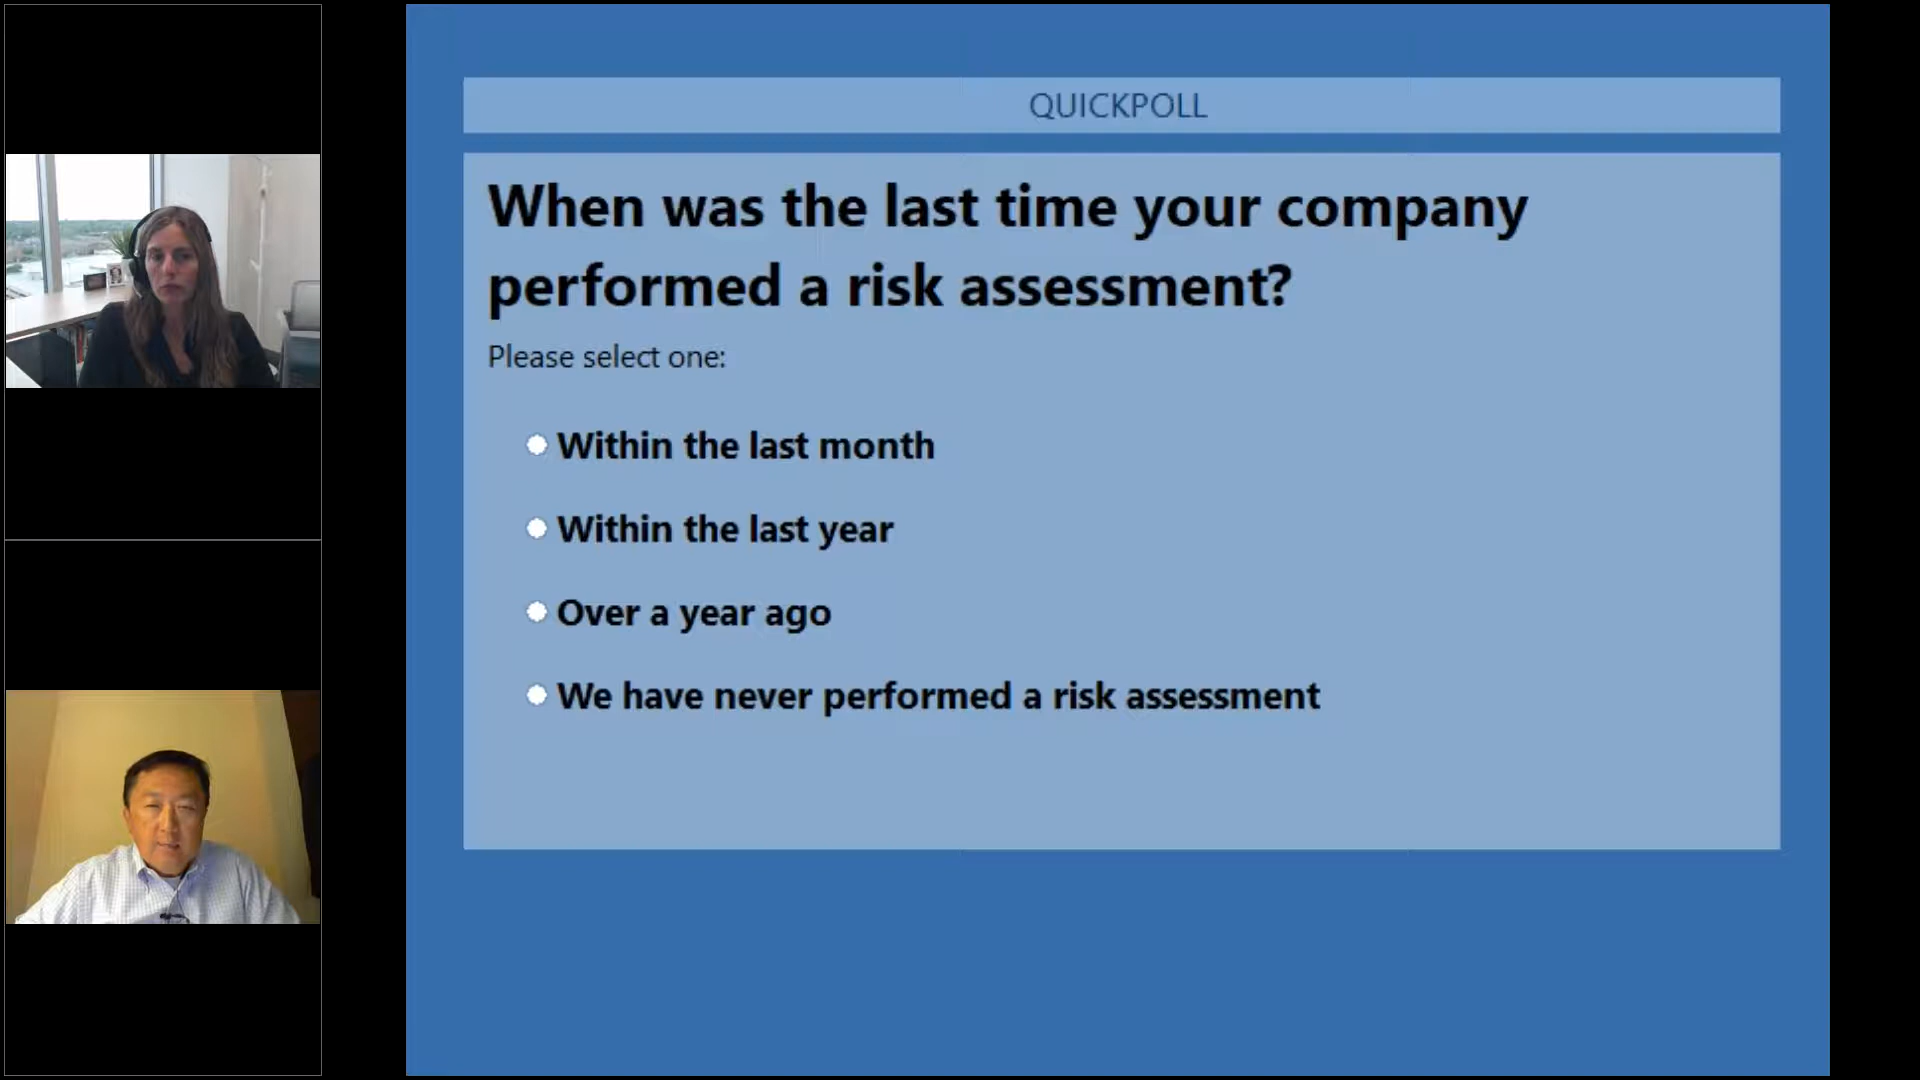 QUICKPOLL
When was the last time your company
performed a risk assessment?
Please select one:
Within the last month
Within the last year
Over a year ago
We have never performed a risk assessment